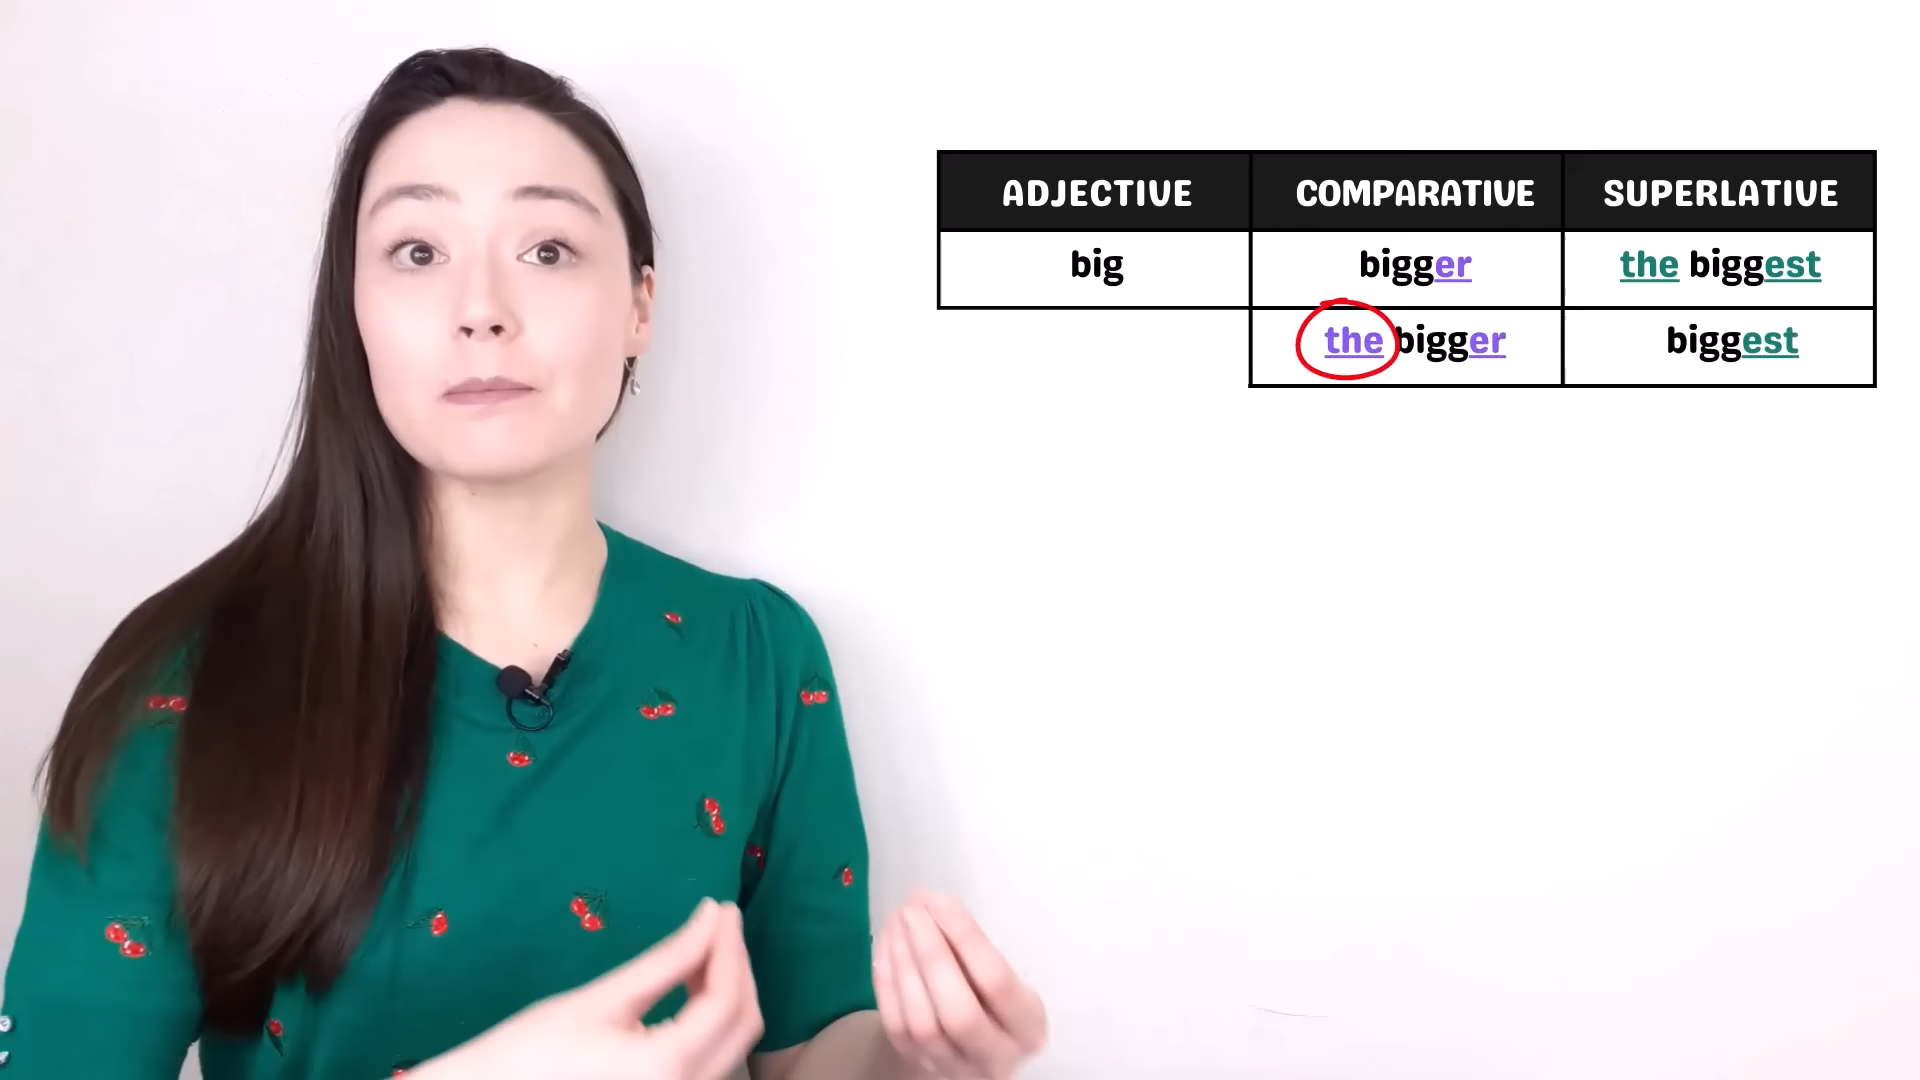 ADJECTIVE COMPARATIVE SUPERLATIVE
big bigger the biggest
the bigger biggest